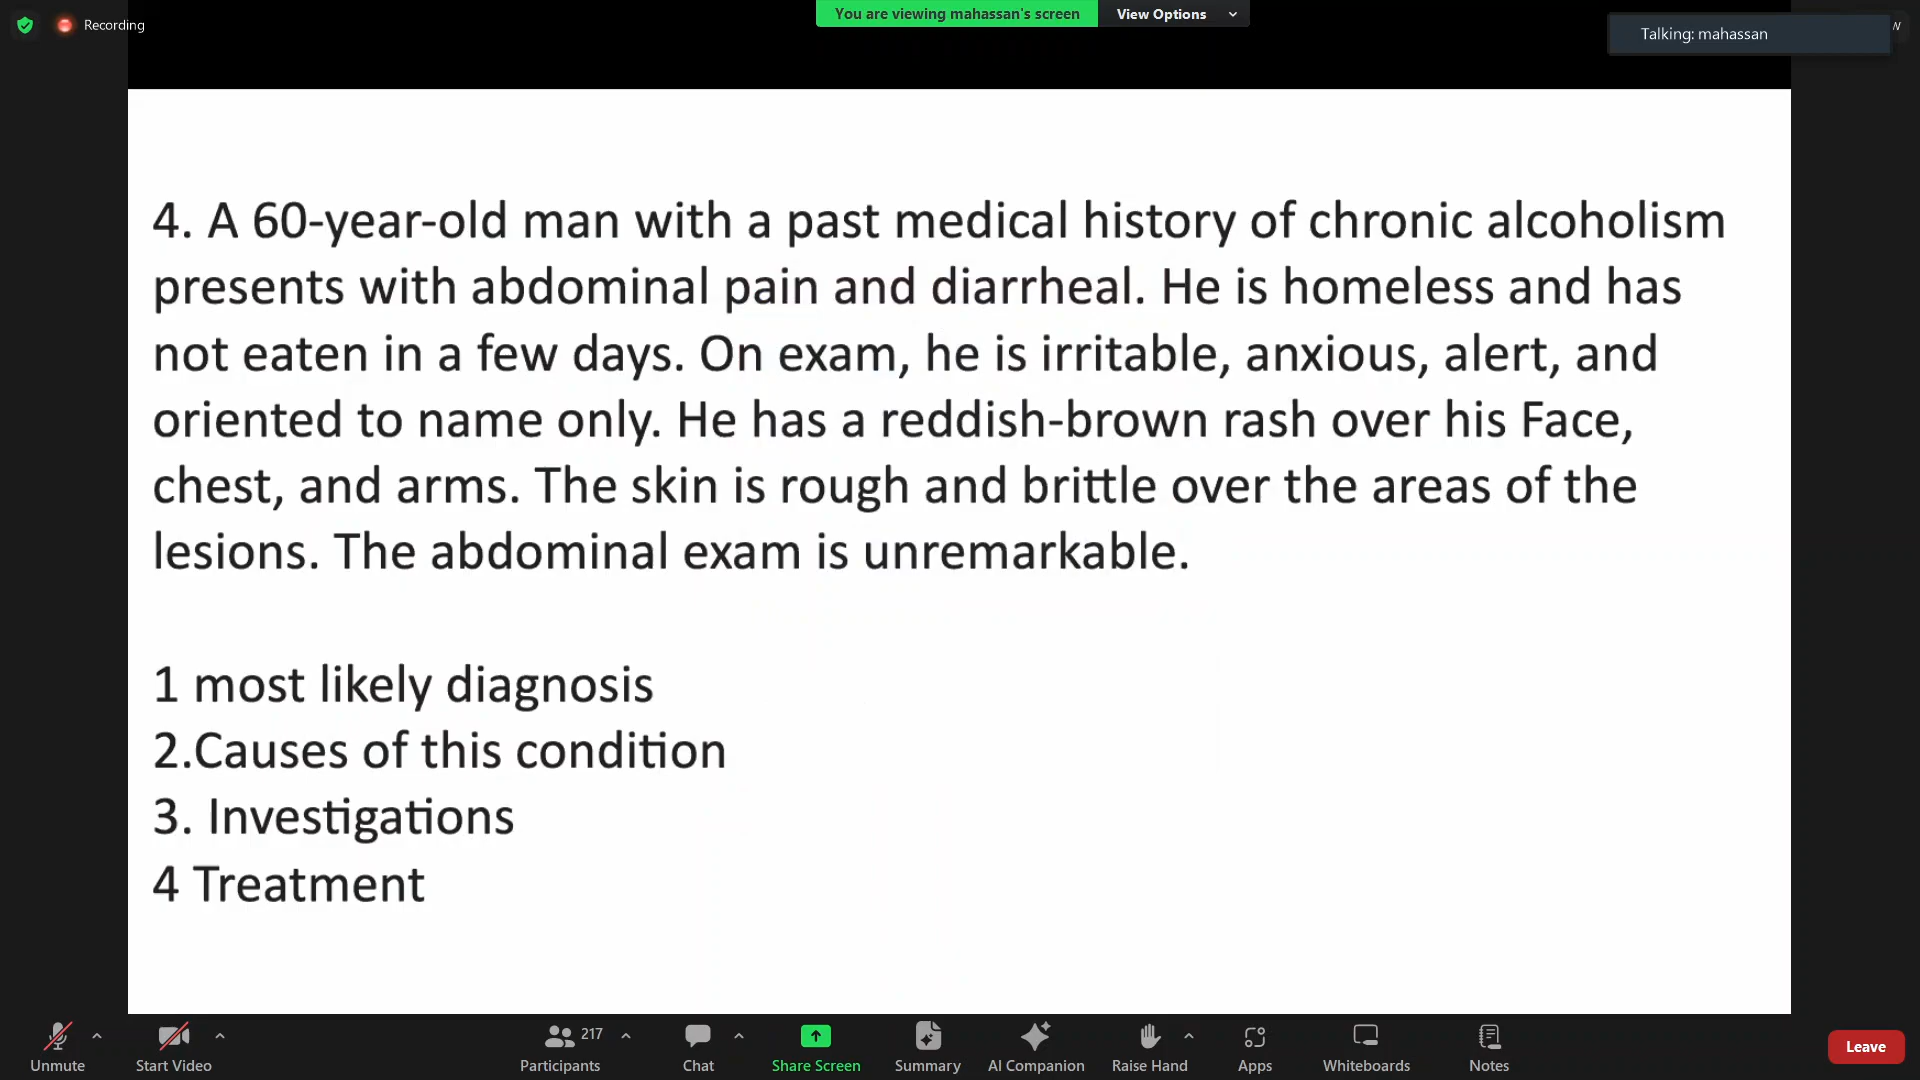 Recording
You are viewing mahassan's screen
View Options
Talking: mahassan
4. A 60-year-old man with a past medical history of chronic alcoholism
presents with abdominal pain and diarrheal. He is homeless and has
not eaten in a few days. On exam, he is irritable, anxious, alert, and
oriented to name only. He has a reddish-brown rash over his Face,
chest, and arms. The skin is rough and brittle over the areas of the
lesions. The abdominal exam is unremarkable.
1 most likely diagnosis
2.Causes of this condition
3. Investigations
4 Treatment
Unmute
Start Video
217
Participants
Chat
Share Screen
Summary
AI Companion
Raise Hand
Apps
Whiteboards
Notes
Leave